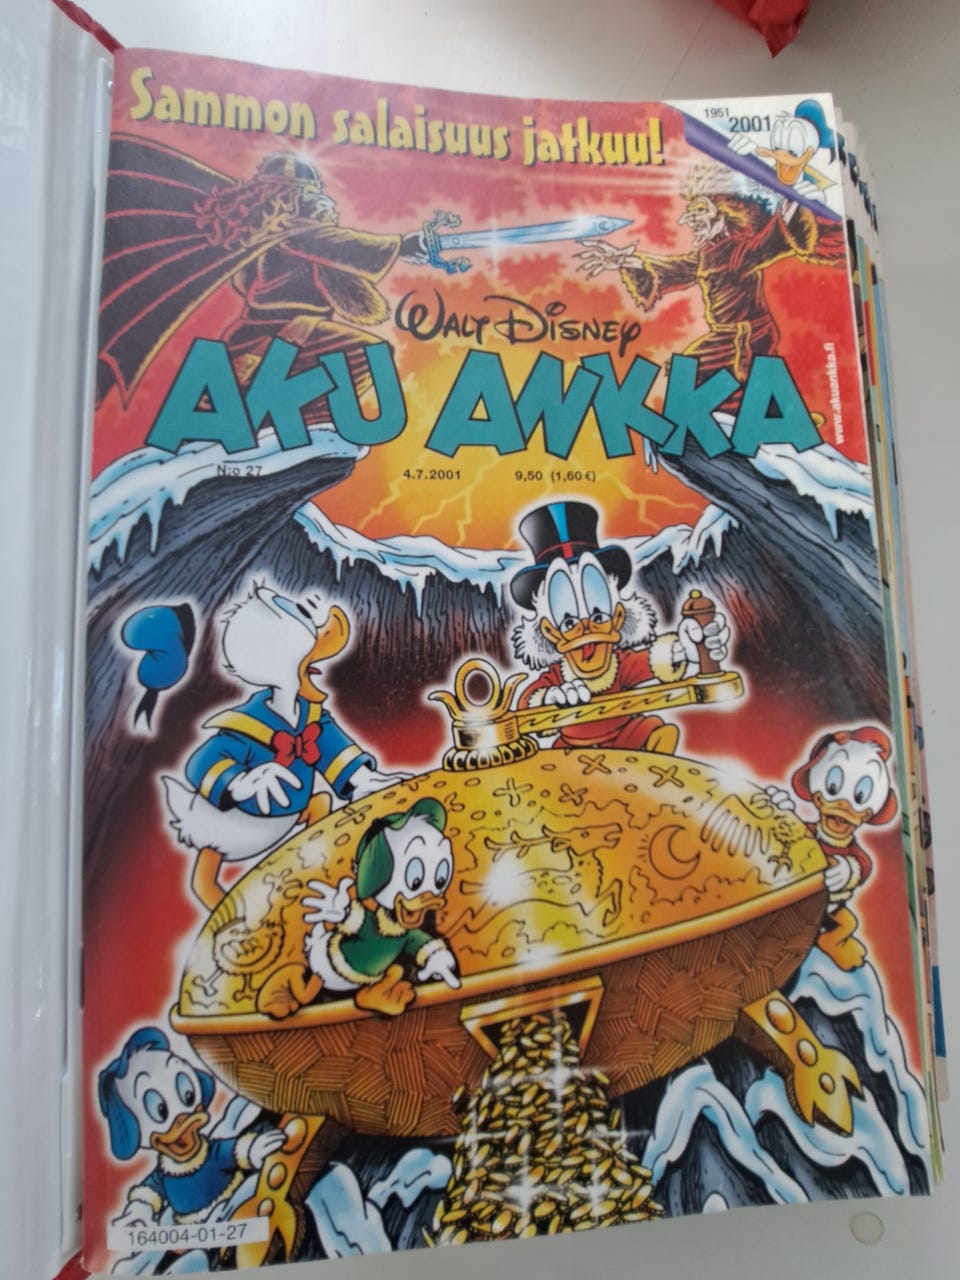 Sammon salaisuus jatkuu!
1951
2001
WALT DISNEY
AKU ANKKA
www.akuankka.fi
N:o 27 4.7.2001 9,50 (1,60 €)
164004-01-27